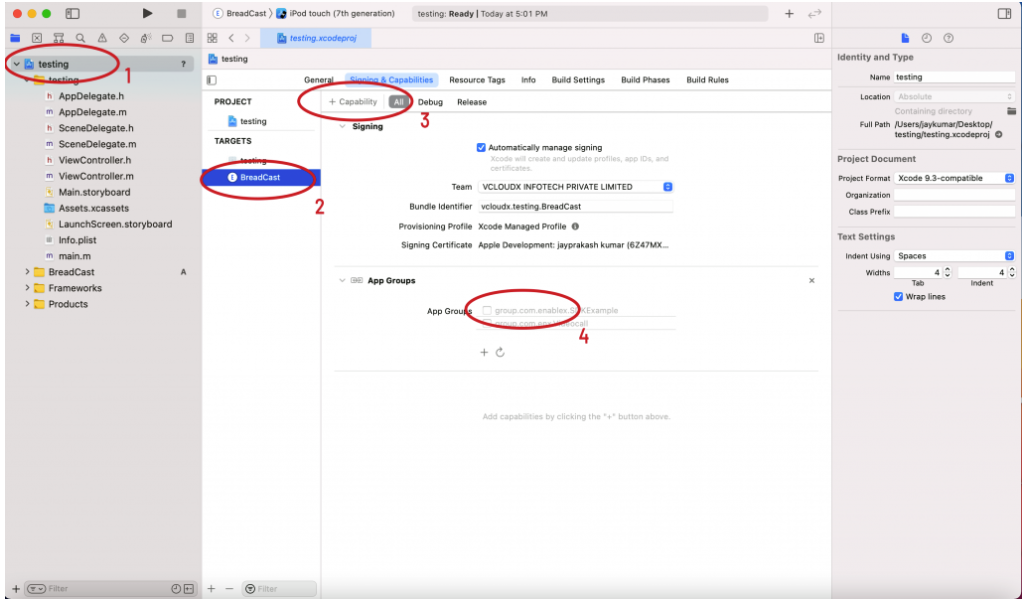 BreadCast iPod touch (7th generation) testing: Ready | Today at 5:01 PM
testing.xcodeproj
testing ?
testing
AppDelegate.h
AppDelegate.m
SceneDelegate.h
SceneDelegate.m
ViewController.h
ViewController.m
Main.storyboard
Assets.xcassets
LaunchScreen.storyboard
Info.plist
main.m
BreadCast A
Frameworks
Products
Filter
1
testing
General Signing & Capabilities Resource Tags Info Build Settings Build Phases Build Rules
PROJECT
testing
TARGETS
testing
BreadCast
2
Filter
+ Capability All Debug Release
3
Signing
Automatically manage signing
Xcode will create and update profiles, app IDs, and
certificates.
Team VCLOUDX INFOTECH PRIVATE LIMITED
Bundle Identifier vcloudx.testing.BreadCast
Provisioning Profile Xcode Managed Profile
Signing Certificate Apple Development: jayprakash kumar (6Z47MX...
App Groups
App Groups group.com.enablex.SDKExample
4
Add capabilities by clicking the "+" button above.
Identity and Type
Name testing
Location Absolute
Containing directory
Full Path /Users/jaykumar/Desktop/
testing/testing.xcodeproj
Project Document
Project Format Xcode 9.3-compatible
Organization
Class Prefix
Text Settings
Indent Using Spaces
Widths 4 4
Tab Indent
Wrap lines